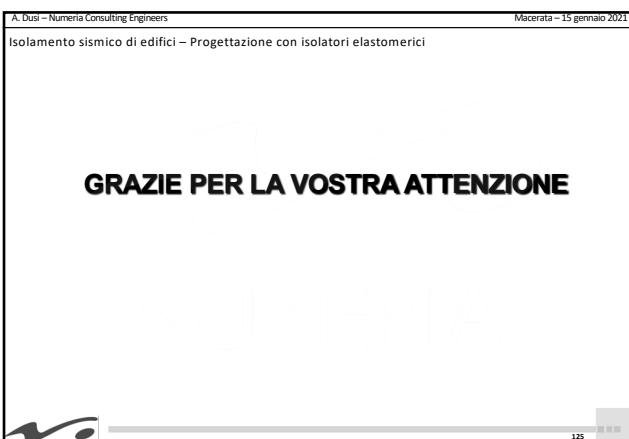 A. Dusi – Numeria Consulting Engineers Macerata – 15 gennaio 2021
Isolamento sismico di edifici – Progettazione con isolatori elastomerici
GRAZIE PER LA VOSTRA ATTENZIONE
125